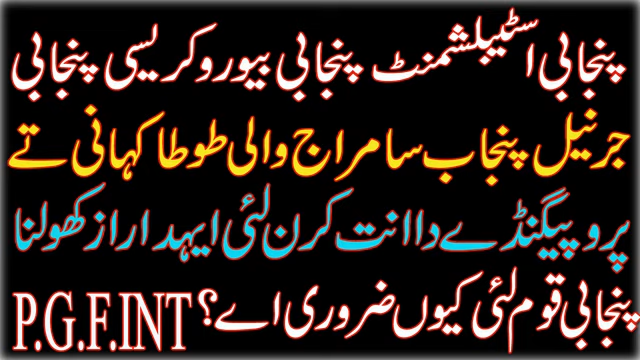 پنجابی اسٹیبلشمنٹ پنجابی بیوروکریسی پنجابی
جرنیل پنجاب سامراج والی طوطا کہانی تے
پروپیگنڈے دا انت کرن لئی ایہدا راز کھولنا
پنجابی قوم لئی کیوں ضروری اے؟ P.G.F.INT